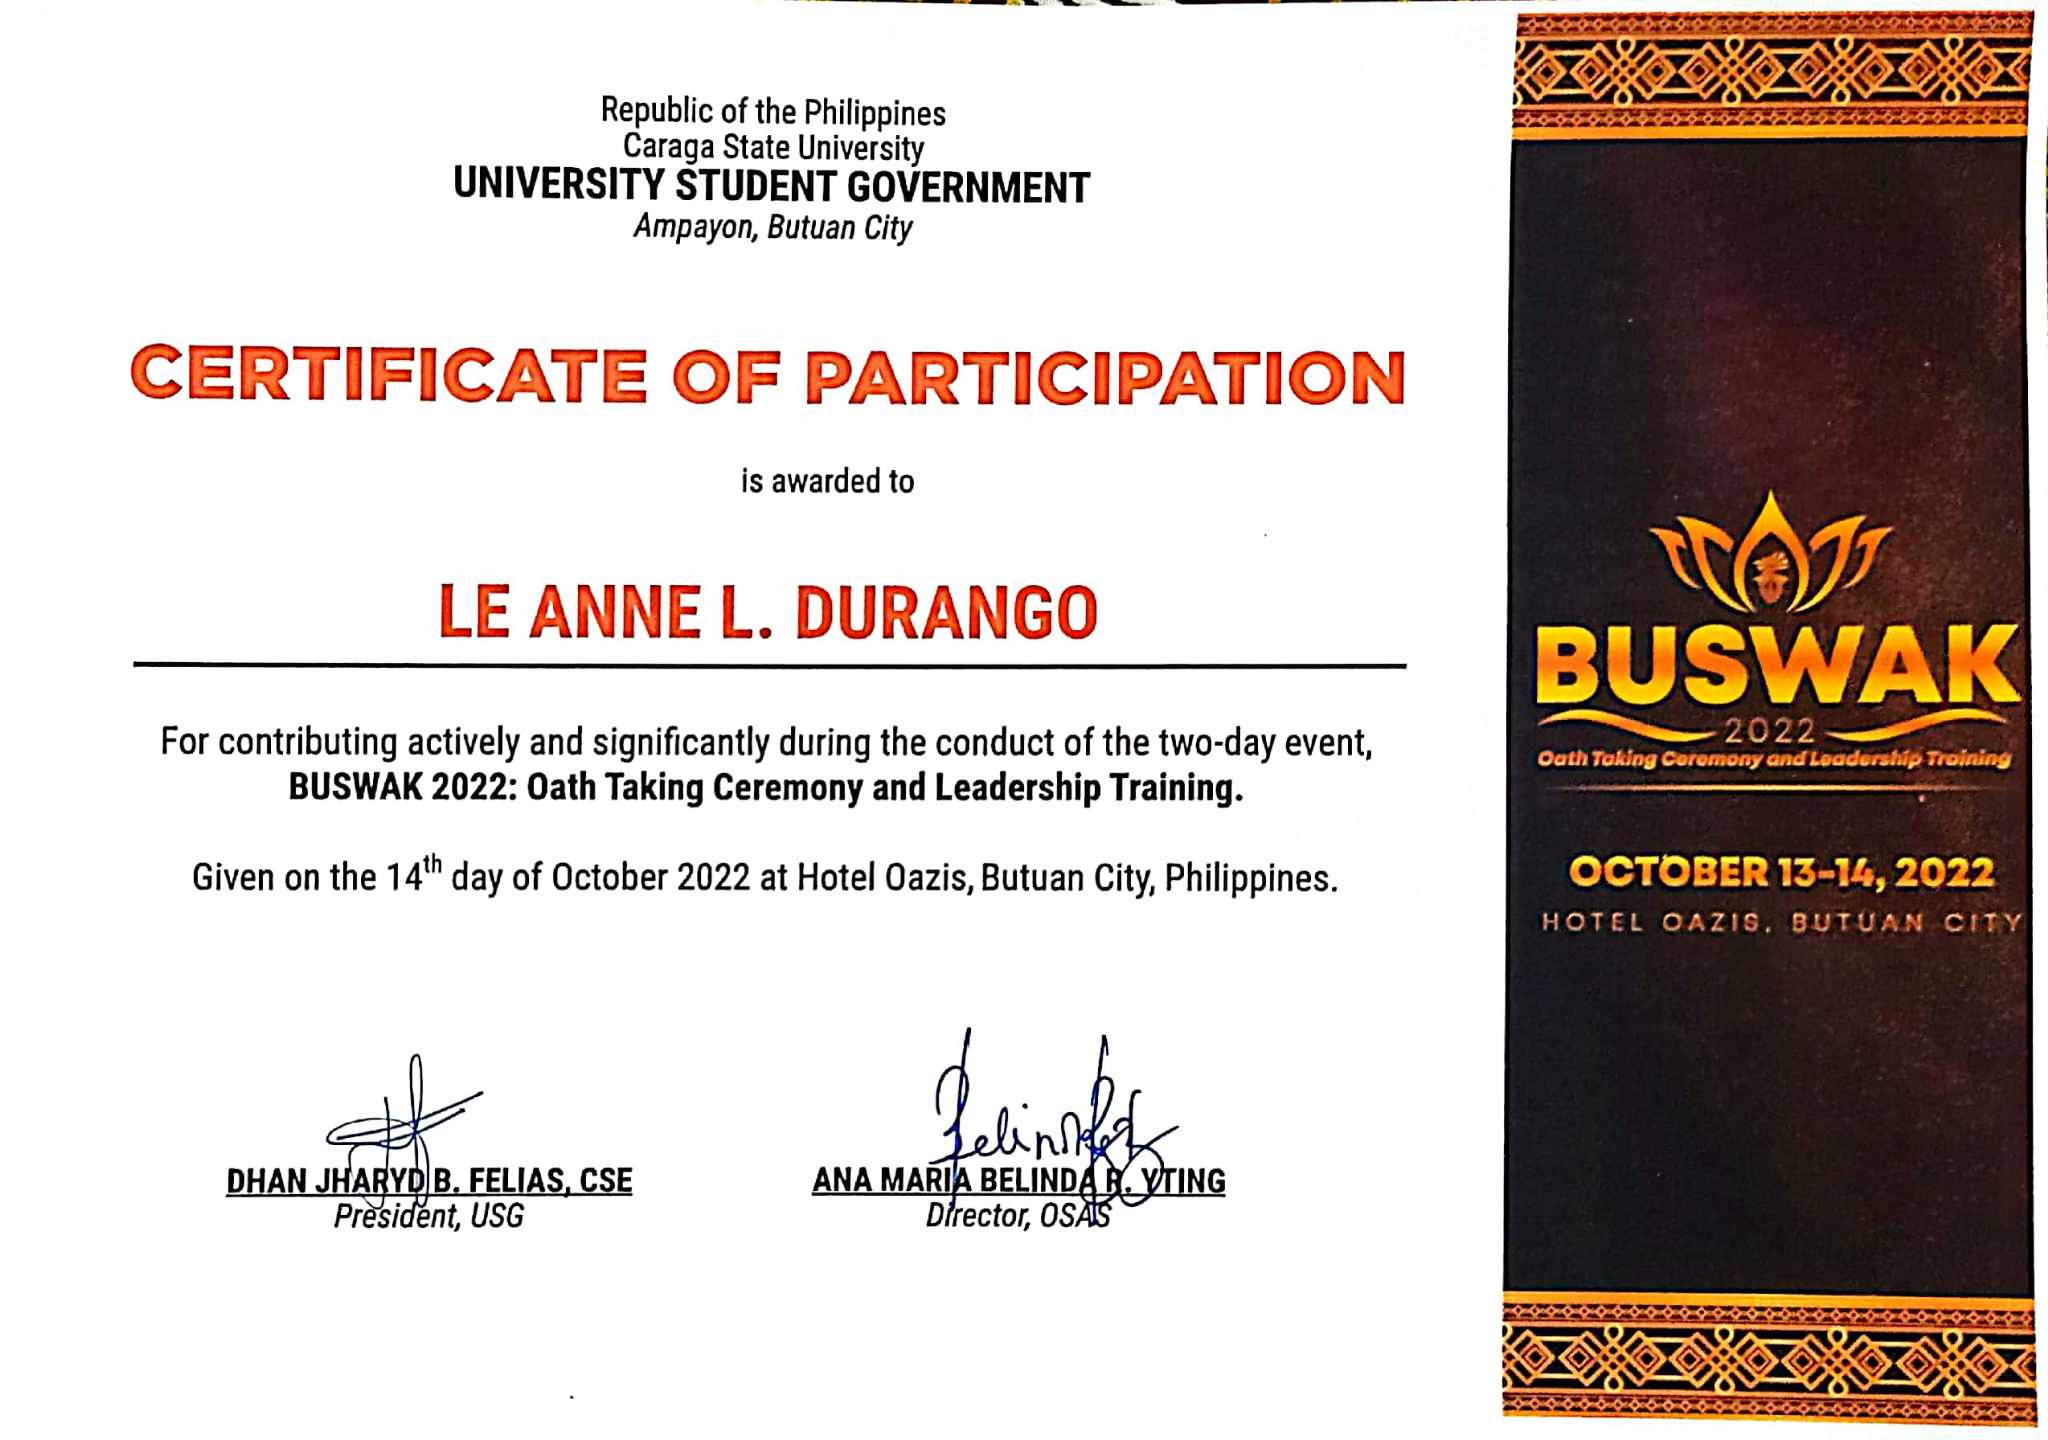 Republic of the Philippines
Caraga State University
UNIVERSITY STUDENT GOVERNMENT
Ampayon, Butuan City
CERTIFICATE OF PARTICIPATION
is awarded to
LE ANNE L. DURANGO
For contributing actively and significantly during the conduct of the two-day event,
BUSWAK 2022: Oath Taking Ceremony and Leadership Training.
Given on the 14th day of October 2022 at Hotel Oazis, Butuan City, Philippines.
DHAN JHARYD B. FELIAS, CSE
President, USG
ANA MARIA BELINDA R. YTING
Director, OSAS
BUSWAK
2022
Oath Taking Ceremony and Leadership Training
OCTOBER 13-14, 2022
HOTEL OAZIS, BUTUAN CITY